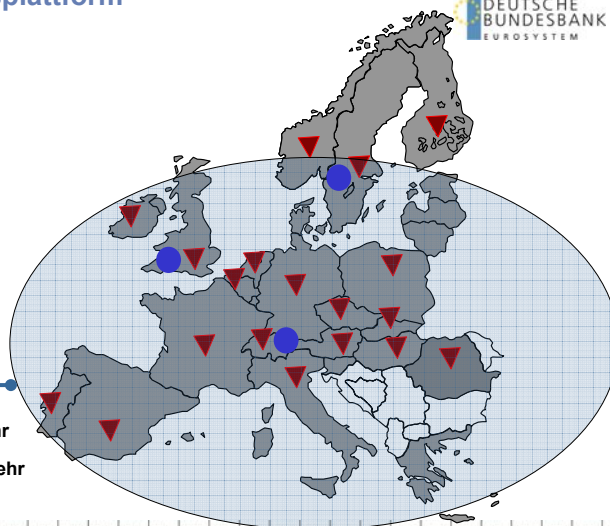 plattform
DEUTSCHE
BUNDESBANK
EUROSYSTEM
hr
ehr